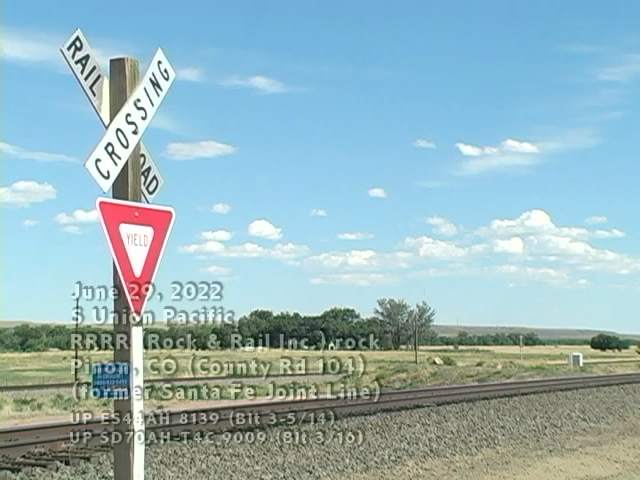 RAIL ROAD
CROSSING
YIELD
June 29, 2022
S Union Pacific
RRRR (Rock & Rail Inc.) rock
Pinon, CO (County Rd 104)
(former Santa Fe Joint Line)
UP ES44AH 8139 (Blt 3-5/14)
UP SD70AH-T4C 9009 (Blt 3/16)